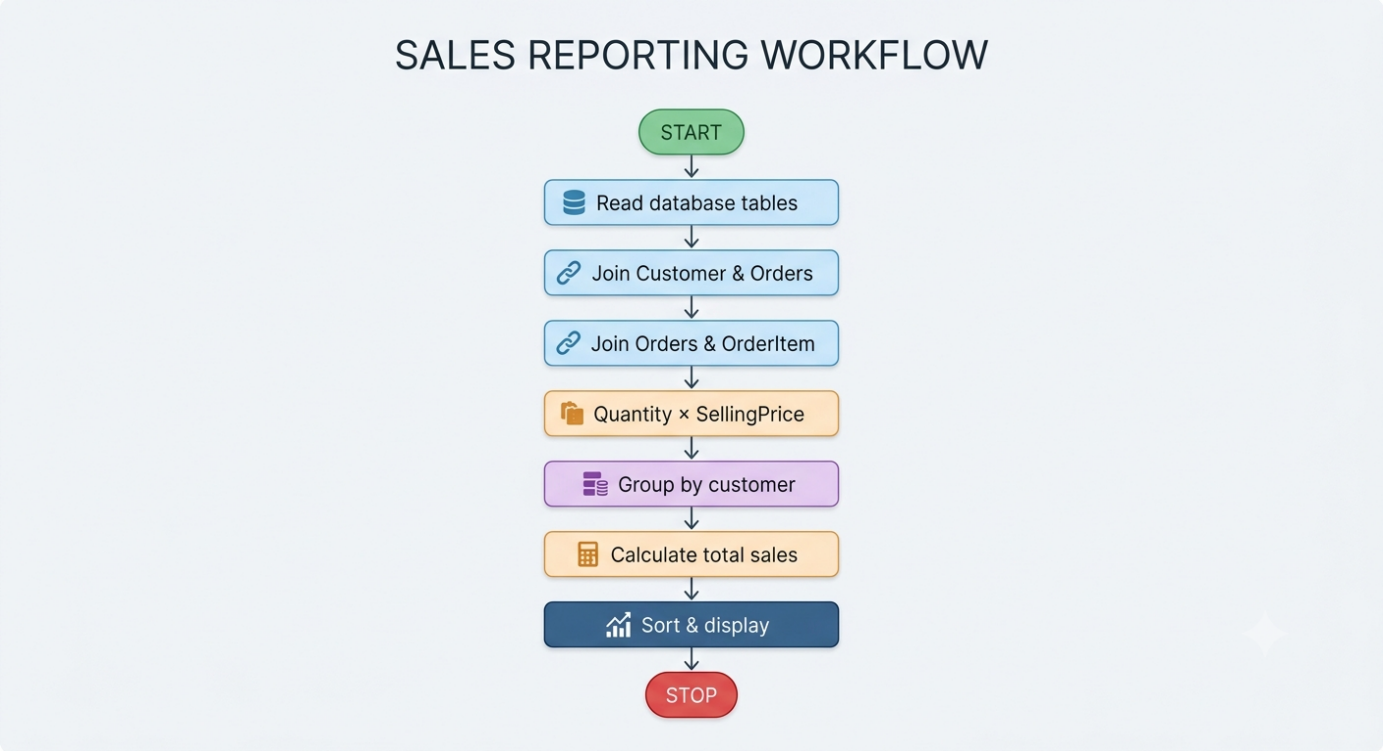 SALES REPORTING WORKFLOW
START
Read database tables
Join Customer & Orders
Join Orders & OrderItem
Quantity × SellingPrice
Group by customer
Calculate total sales
Sort & display
STOP